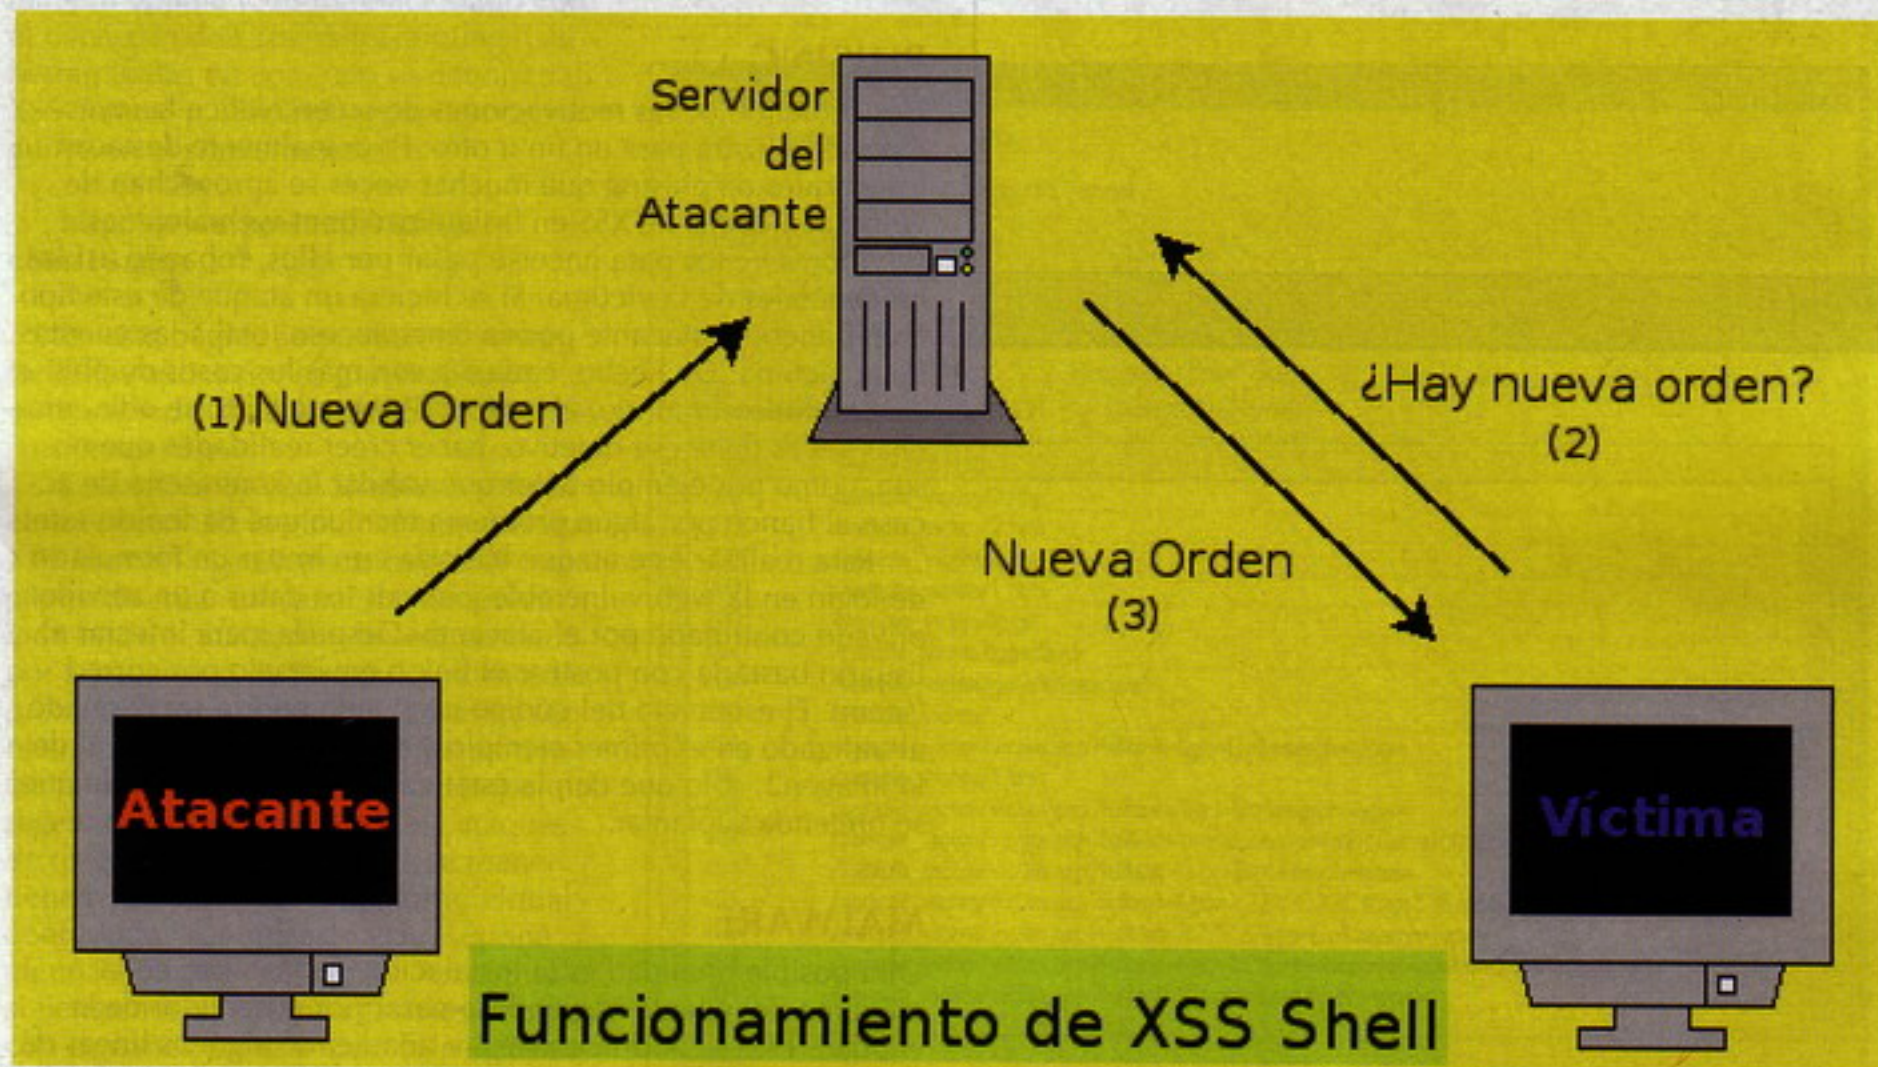 Servidor
del
Atacante
(1)Nueva Orden
¿Hay nueva orden?
(2)
Nueva Orden
(3)
Atacante
Víctima
Funcionamiento de XSS Shell